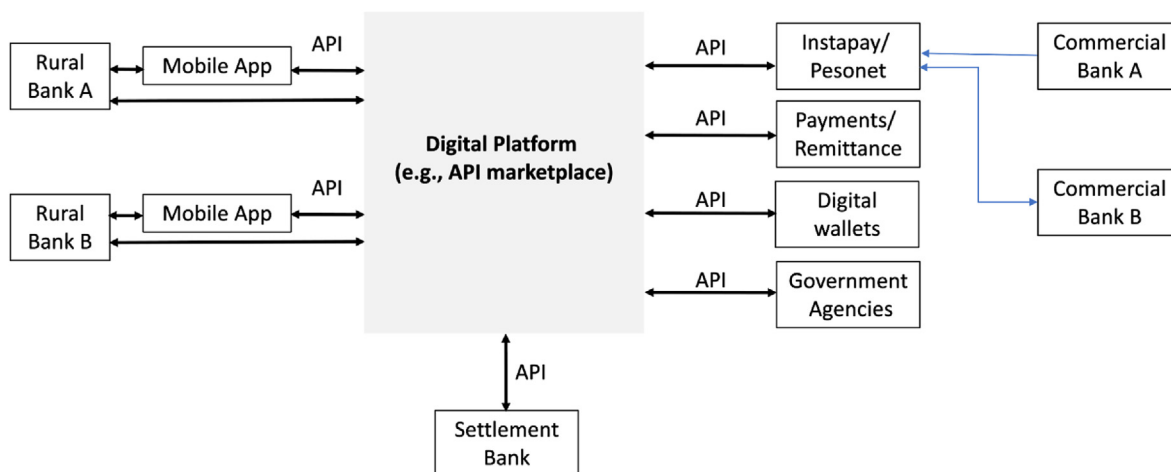 Rural
Bank A
Mobile App
API
Rural
Bank B
Mobile App
API
Digital Platform
(e.g., API marketplace)
API
Settlement
Bank
API
Instapay/
Pesonet
API
Payments/
Remittance
API
Digital
wallets
API
Government
Agencies
Commercial
Bank A
Commercial
Bank B